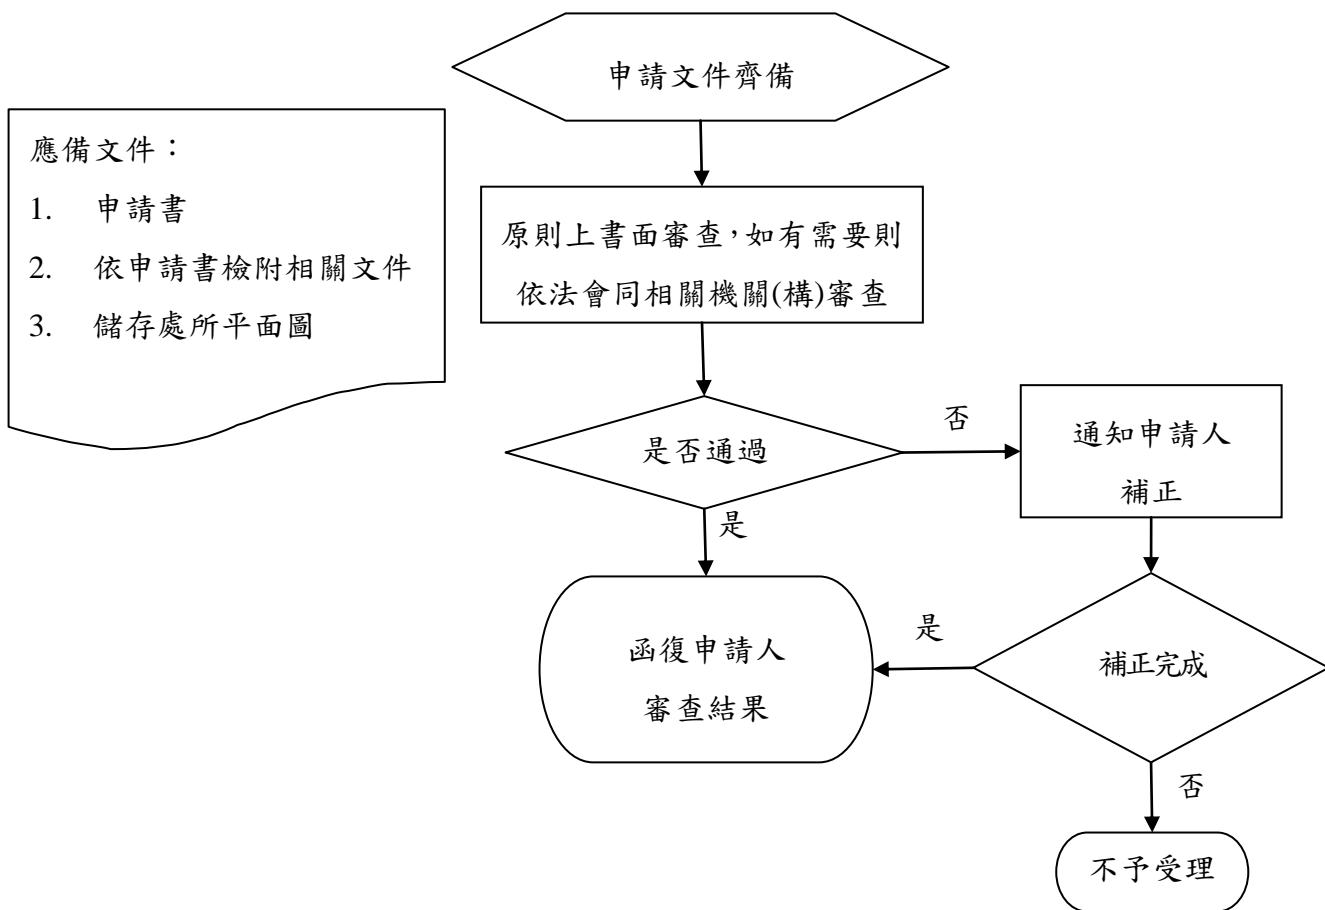 申請文件齊備
應備文件：
1. 申請書
2. 依申請書檢附相關文件
3. 儲存處所平面圖
原則上書面審查，如有需要則
依法會同相關機關(構)審查
是否通過
否
通知申請人
補正
是
函復申請人
審查結果
是
補正完成
否
不予受理